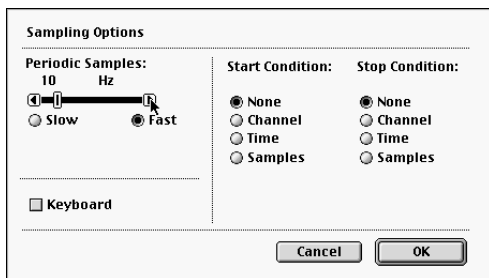 Sampling Options
Periodic Samples:
10 Hz
Slow Fast
Keyboard
Start Condition:
None
Channel
Time
Samples
Stop Condition:
None
Channel
Time
Samples
Cancel OK